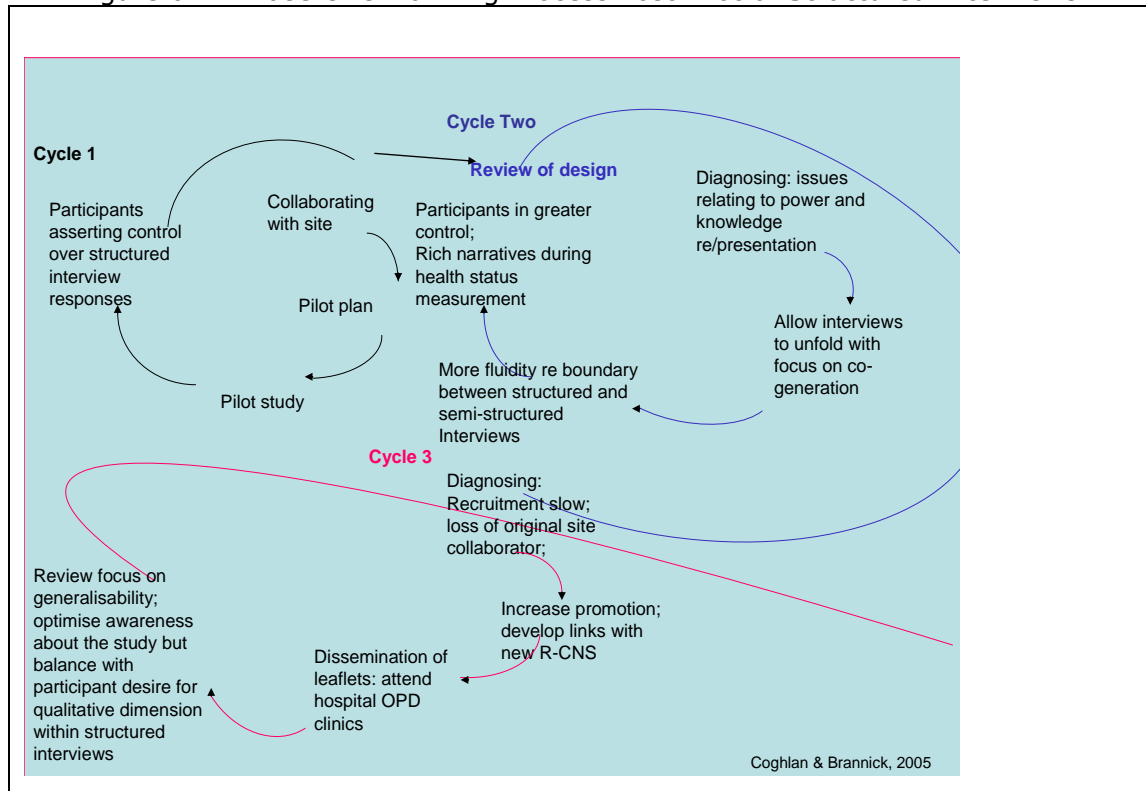 Cycle 1
Participants
asserting control
over structured
interview
responses
Collaborating
with site
Pilot plan
Pilot study
Cycle Two
Review of design
Participants in greater
control;
Rich narratives during
health status
measurement
Diagnosing: issues
relating to power and
knowledge
re/presentation
Allow interviews
to unfold with
focus on co-
generation
More fluidity re boundary
between structured and
semi-structured
Interviews
Cycle 3
Diagnosing:
Recruitment slow;
loss of original site
collaborator;
Increase promotion;
develop links with
new R-CNS
Dissemination of
leaflets: attend
hospital OPD
clinics
Review focus on
generalisability;
optimise awareness
about the study but
balance with
participant desire for
qualitative dimension
within structured
interviews
Coghlan & Brannick, 2005